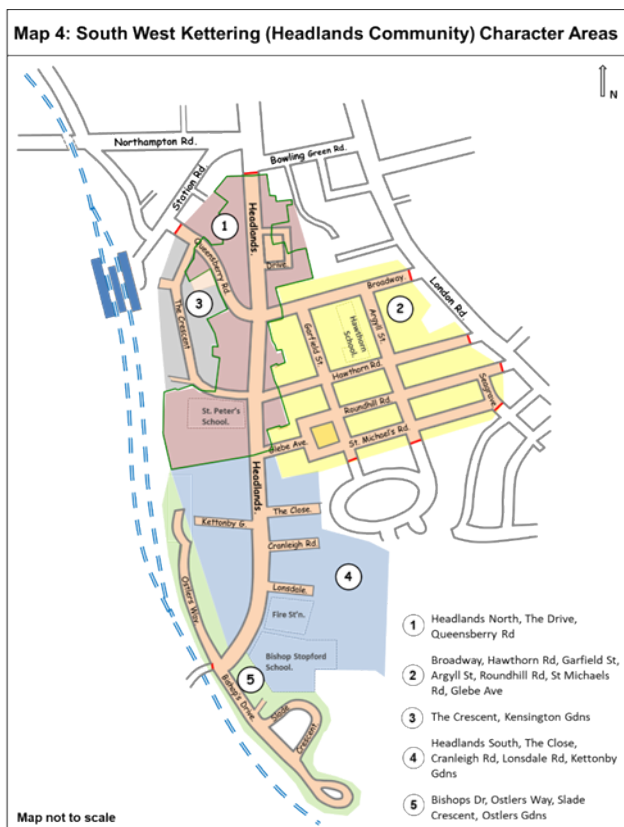 Map 4: South West Kettering (Headlands Community) Character Areas
N
Northampton Rd.
Bowling Green Rd.
Station Rd
1
Headlands.
Queensberry Rd.
Drive.
London Rd.
Broadway
2
3
The Crescent
Garfield St.
Hawthorn School.
Argyll St.
Hawthorn Rd.
Seagrave.
Roundhill Rd.
St. Peter's
School.
St. Michael's Rd.
Glebe Ave.
Headlands.
The Close.
Kettonby G.
Cranleigh Rd
4
Lonsdale.
Ostlers Way.
Fire St'n.
Bishop Stopford
School.
5
Bishop's Drive.
Slade
Crescent
1
Headlands North, The Drive,
Queensberry Rd
2
Broadway, Hawthorn Rd, Garfield St,
Argyll St, Roundhill Rd, St Michaels
Rd, Glebe Ave
3
The Crescent, Kensington Gdns
4
Headlands South, The Close,
Cranleigh Rd, Lonsdale Rd, Kettonby
Gdns
5
Bishops Dr, Ostlers Way, Slade
Crescent, Ostlers Gdns
Map not to scale